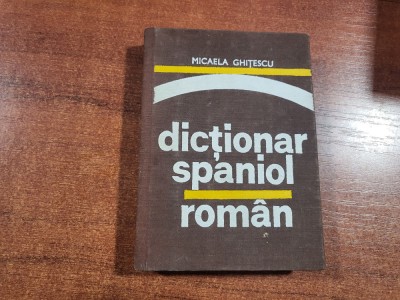 MICAELA GHIȚESCU
dicționar
spaniol
român